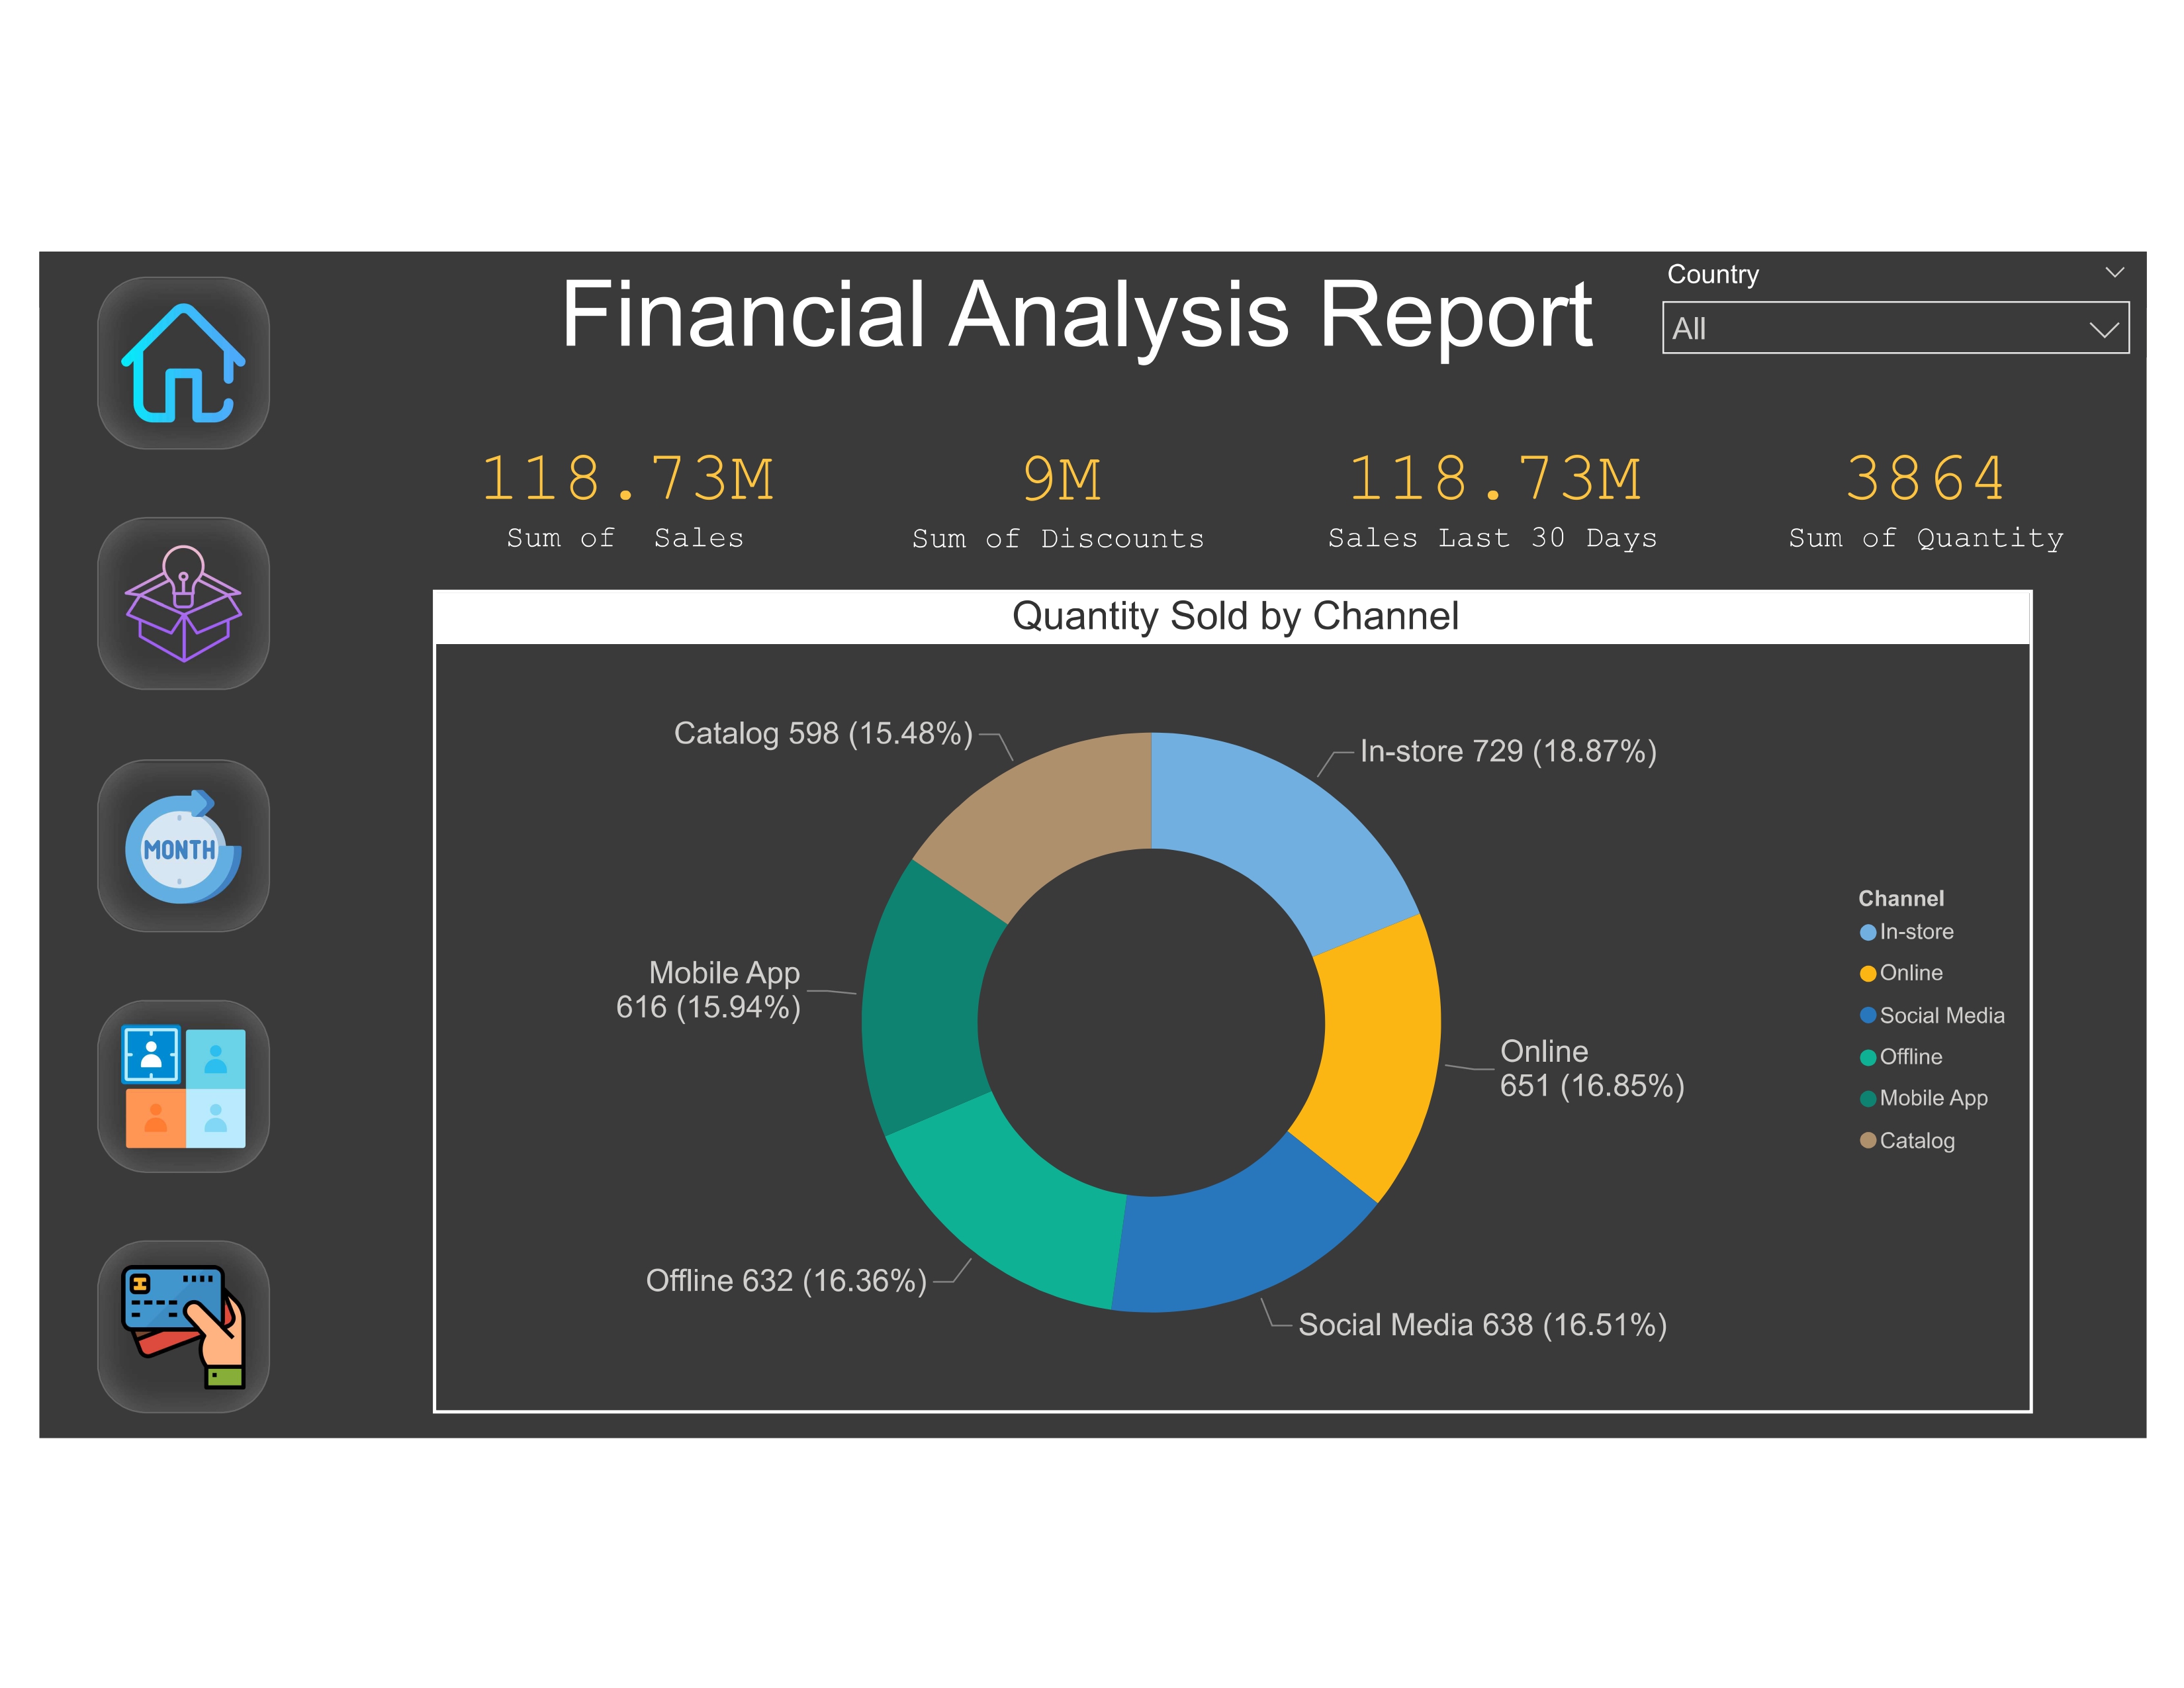 Financial Analysis Report
Country
All
118.73M
Sum of  Sales
9M
Sum of Discounts
118.73M
Sales Last 30 Days
3864
Sum of Quantity
MONTH
Quantity Sold by Channel
Catalog 598 (15.48%)
In-store 729 (18.87%)
Mobile App
616 (15.94%)
Online
651 (16.85%)
Offline 632 (16.36%)
Social Media 638 (16.51%)
Channel
In-store
Online
Social Media
Offline
Mobile App
Catalog